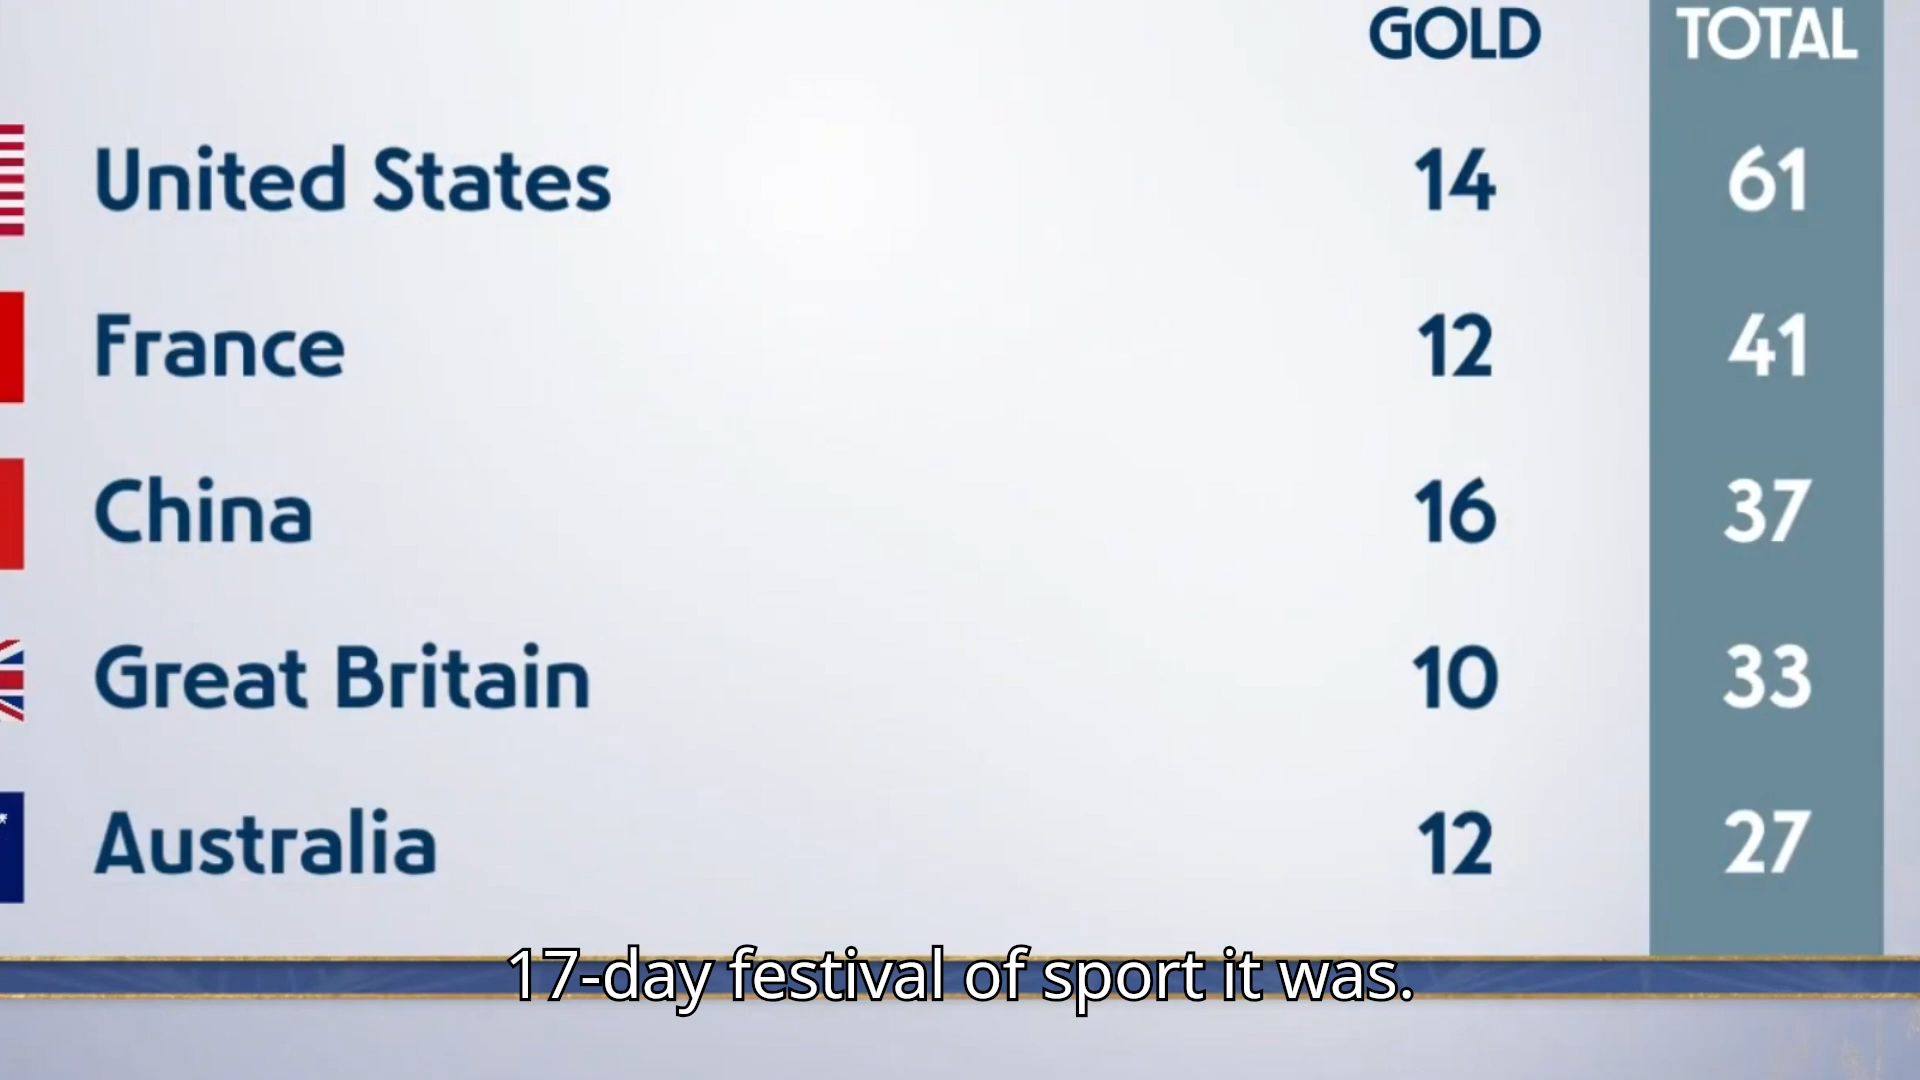 GOLD TOTAL
United States 14 61
France 12 41
China 16 37
Great Britain 10 33
Australia 12 27
17-day festival of sport it was.